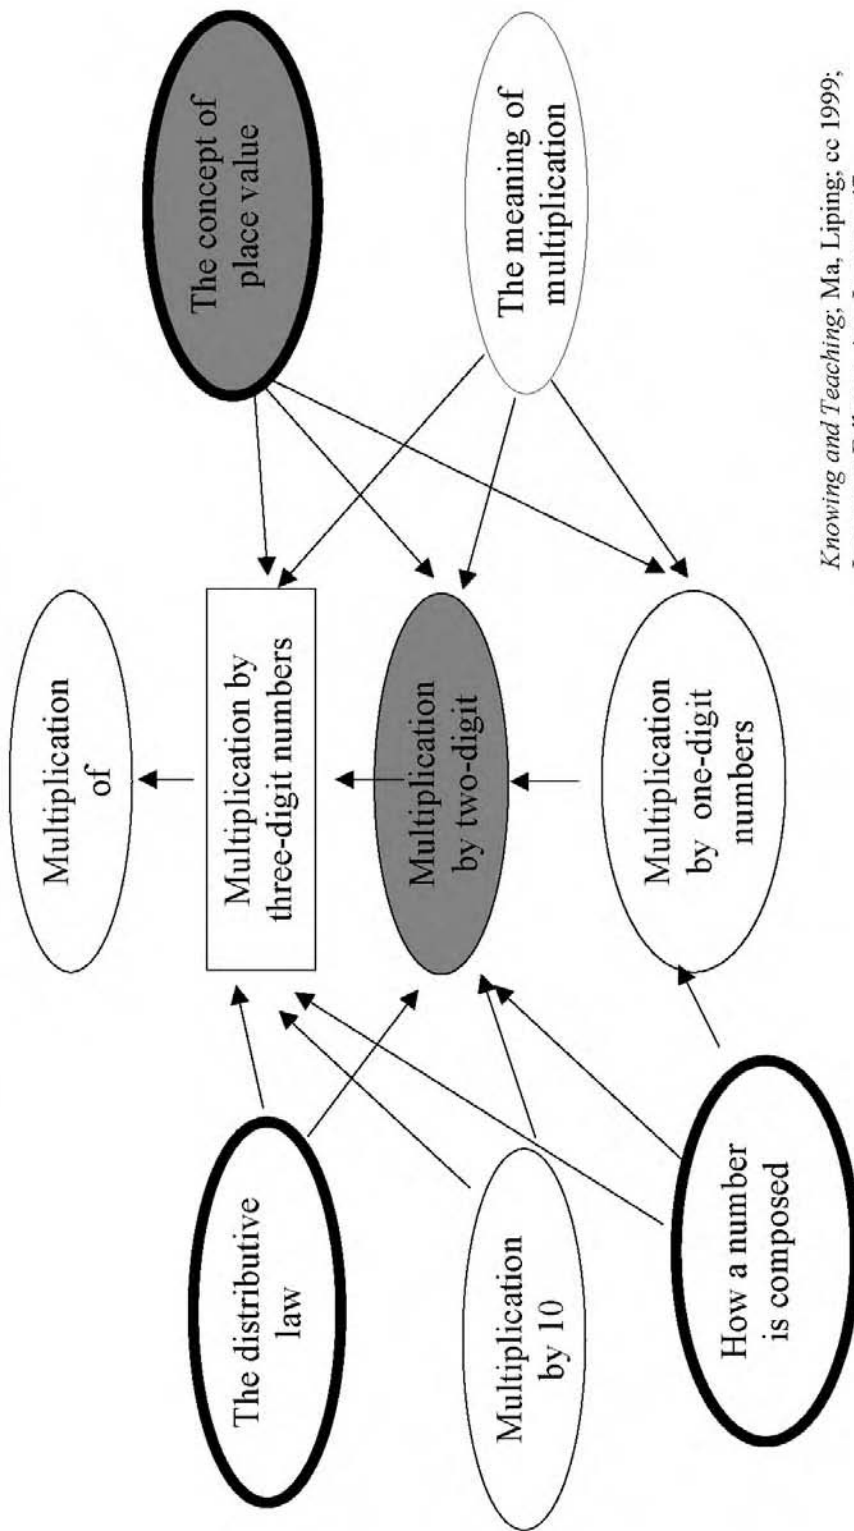 Multiplication
of
The distributive
law
Multiplication by
three-digit numbers
The concept of
place value
Multiplication
by 10
Multiplication
by two-digit
The meaning of
multiplication
How a number
is composed
Multiplication
by one-digit
numbers
Knowing and Teaching; Ma, Liping; cc 1999;